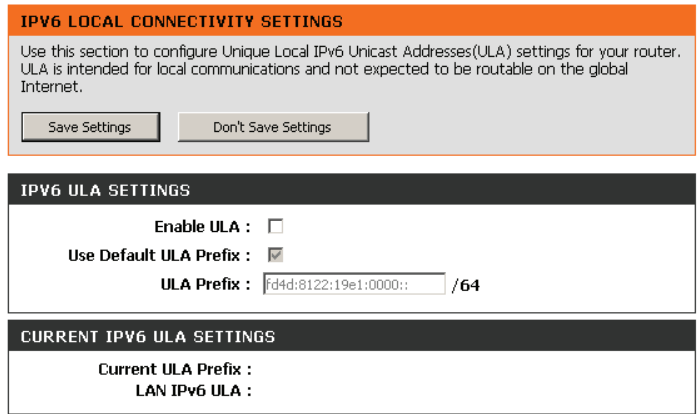 IPV6 LOCAL CONNECTIVITY SETTINGS
Use this section to configure Unique Local IPv6 Unicast Addresses(ULA) settings for your router.
ULA is intended for local communications and not expected to be routable on the global
Internet.
Save Settings Don't Save Settings
IPV6 ULA SETTINGS
Enable ULA :
Use Default ULA Prefix :
ULA Prefix : fd4d:8122:19e1:0000:: /64
CURRENT IPV6 ULA SETTINGS
Current ULA Prefix :
LAN IPv6 ULA :